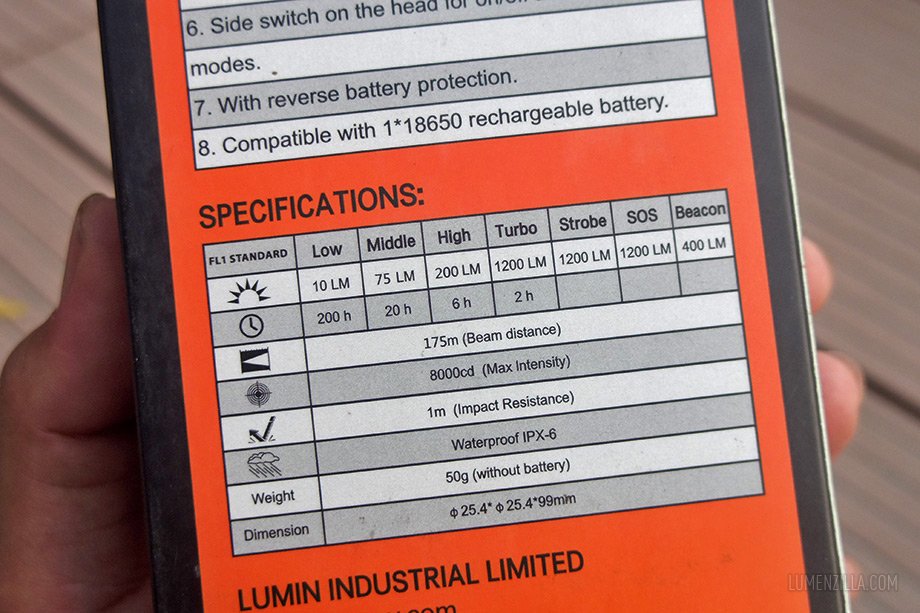 6. Side switch on the head for on/off
modes.
7. With reverse battery protection.
8. Compatible with 1*18650 rechargeable battery.
SPECIFICATIONS:
FL1 STANDARD Low Middle High Turbo Strobe SOS Beacon
10 LM 75 LM 200 LM 1200 LM 1200 LM 1200 LM 400 LM
200 h 20 h 6 h 2 h
175m (Beam distance)
8000cd (Max Intensity)
1m (Impact Resistance)
Waterproof IPX-6
Weight 50g (without battery)
Dimension ф 25.4* ф 25.4*99mm
LUMIN INDUSTRIAL LIMITED
LUMENZILLA.COM